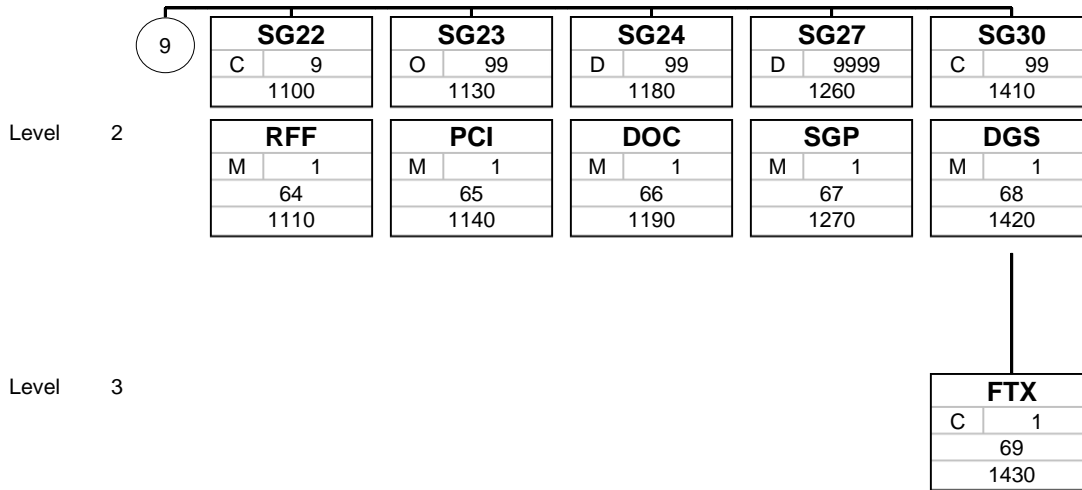 9
SG22 SG23 SG24 SG27 SG30
C 9 O 99 D 99 D 9999 C 99
1100 1130 1180 1260 1410
Level 2 RFF PCI DOC SGP DGS
M 1 M 1 M 1 M 1 M 1
64 65 66 67 68
1110 1140 1190 1270 1420
Level 3 FTX
C 1
69
1430